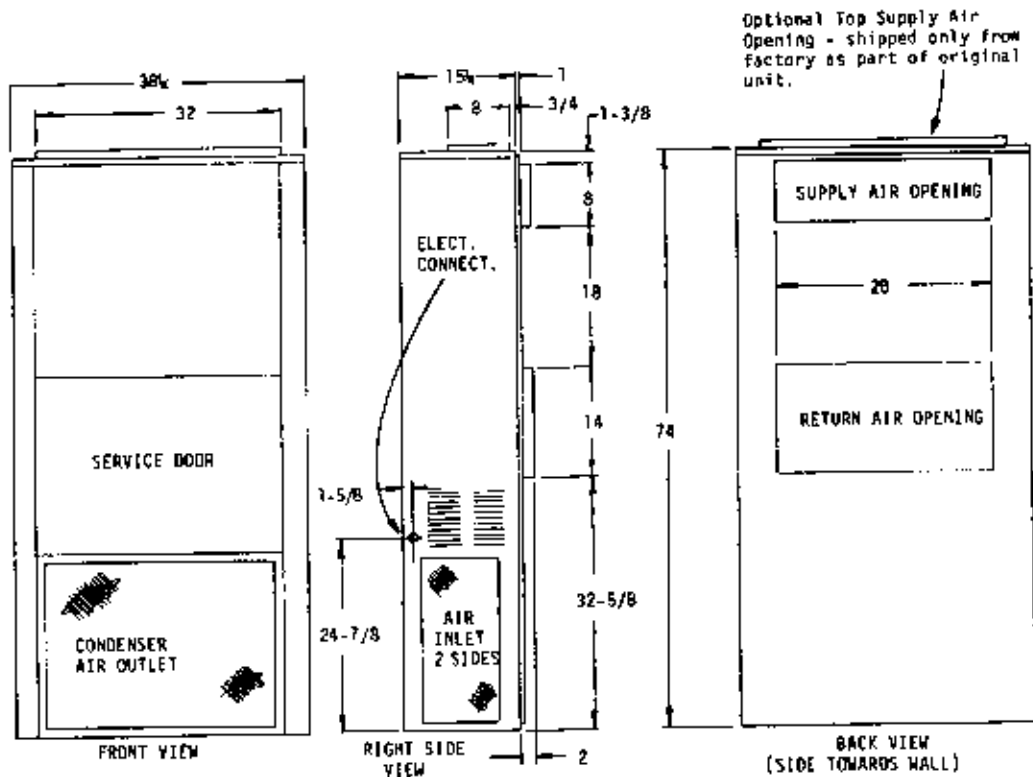 Optional Top Supply Air
Opening - shipped only from
factory as part of original
unit.
32
15¼
1
8
3/4
1-3/8
8
SUPPLY AIR OPENING
ELECT.
CONNECT.
18
28
74
14
RETURN AIR OPENING
SERVICE DOOR
1-5/8
32-5/8
24-7/8
AIR
INLET
2 SIDES
CONDENSER
AIR OUTLET
2
FRONT VIEW
RIGHT SIDE
VIEW
BACK VIEW
(SIDE TOWARDS WALL)